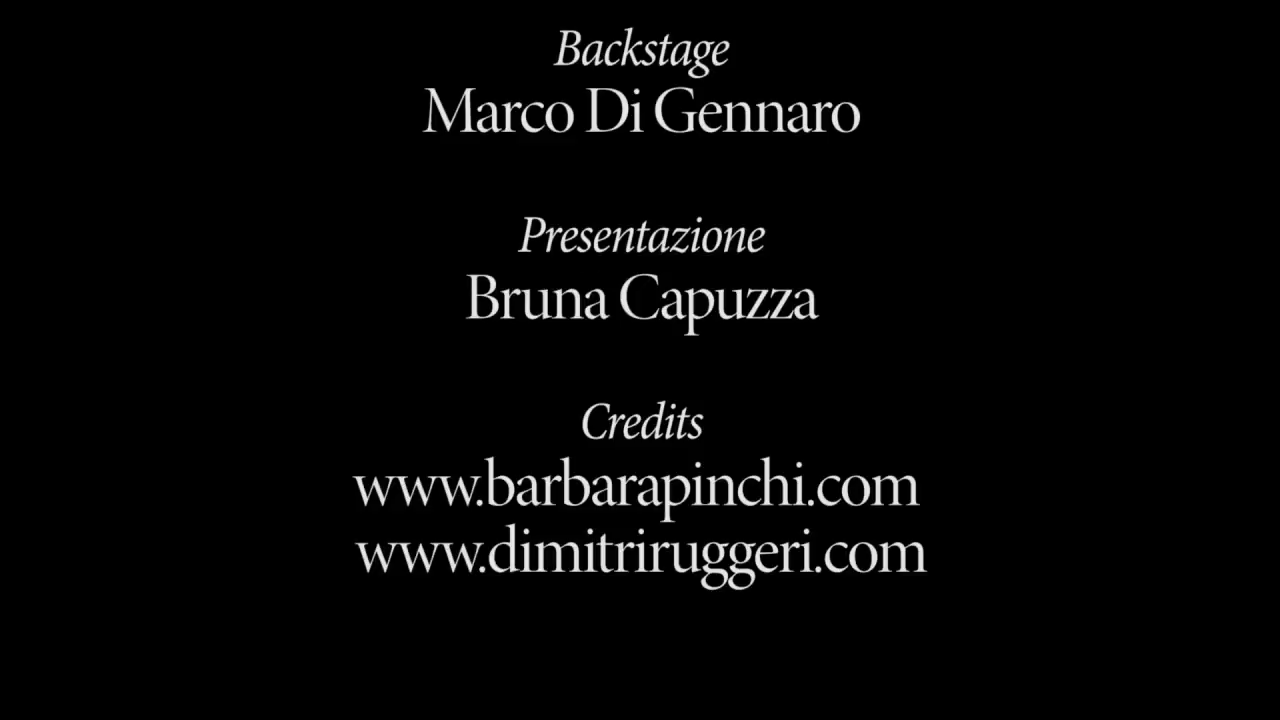 Backstage
Marco Di Gennaro
Presentazione
Bruna Capuzza
Credits
www.barbarapinchi.com
www.dimitriruggeri.com